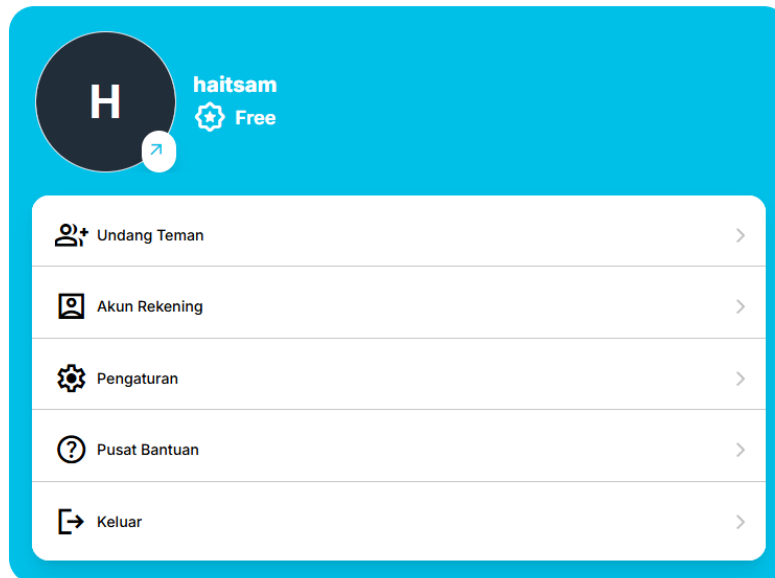 H
haitsam
Free
Undang Teman
Akun Rekening
Pengaturan
Pusat Bantuan
Keluar